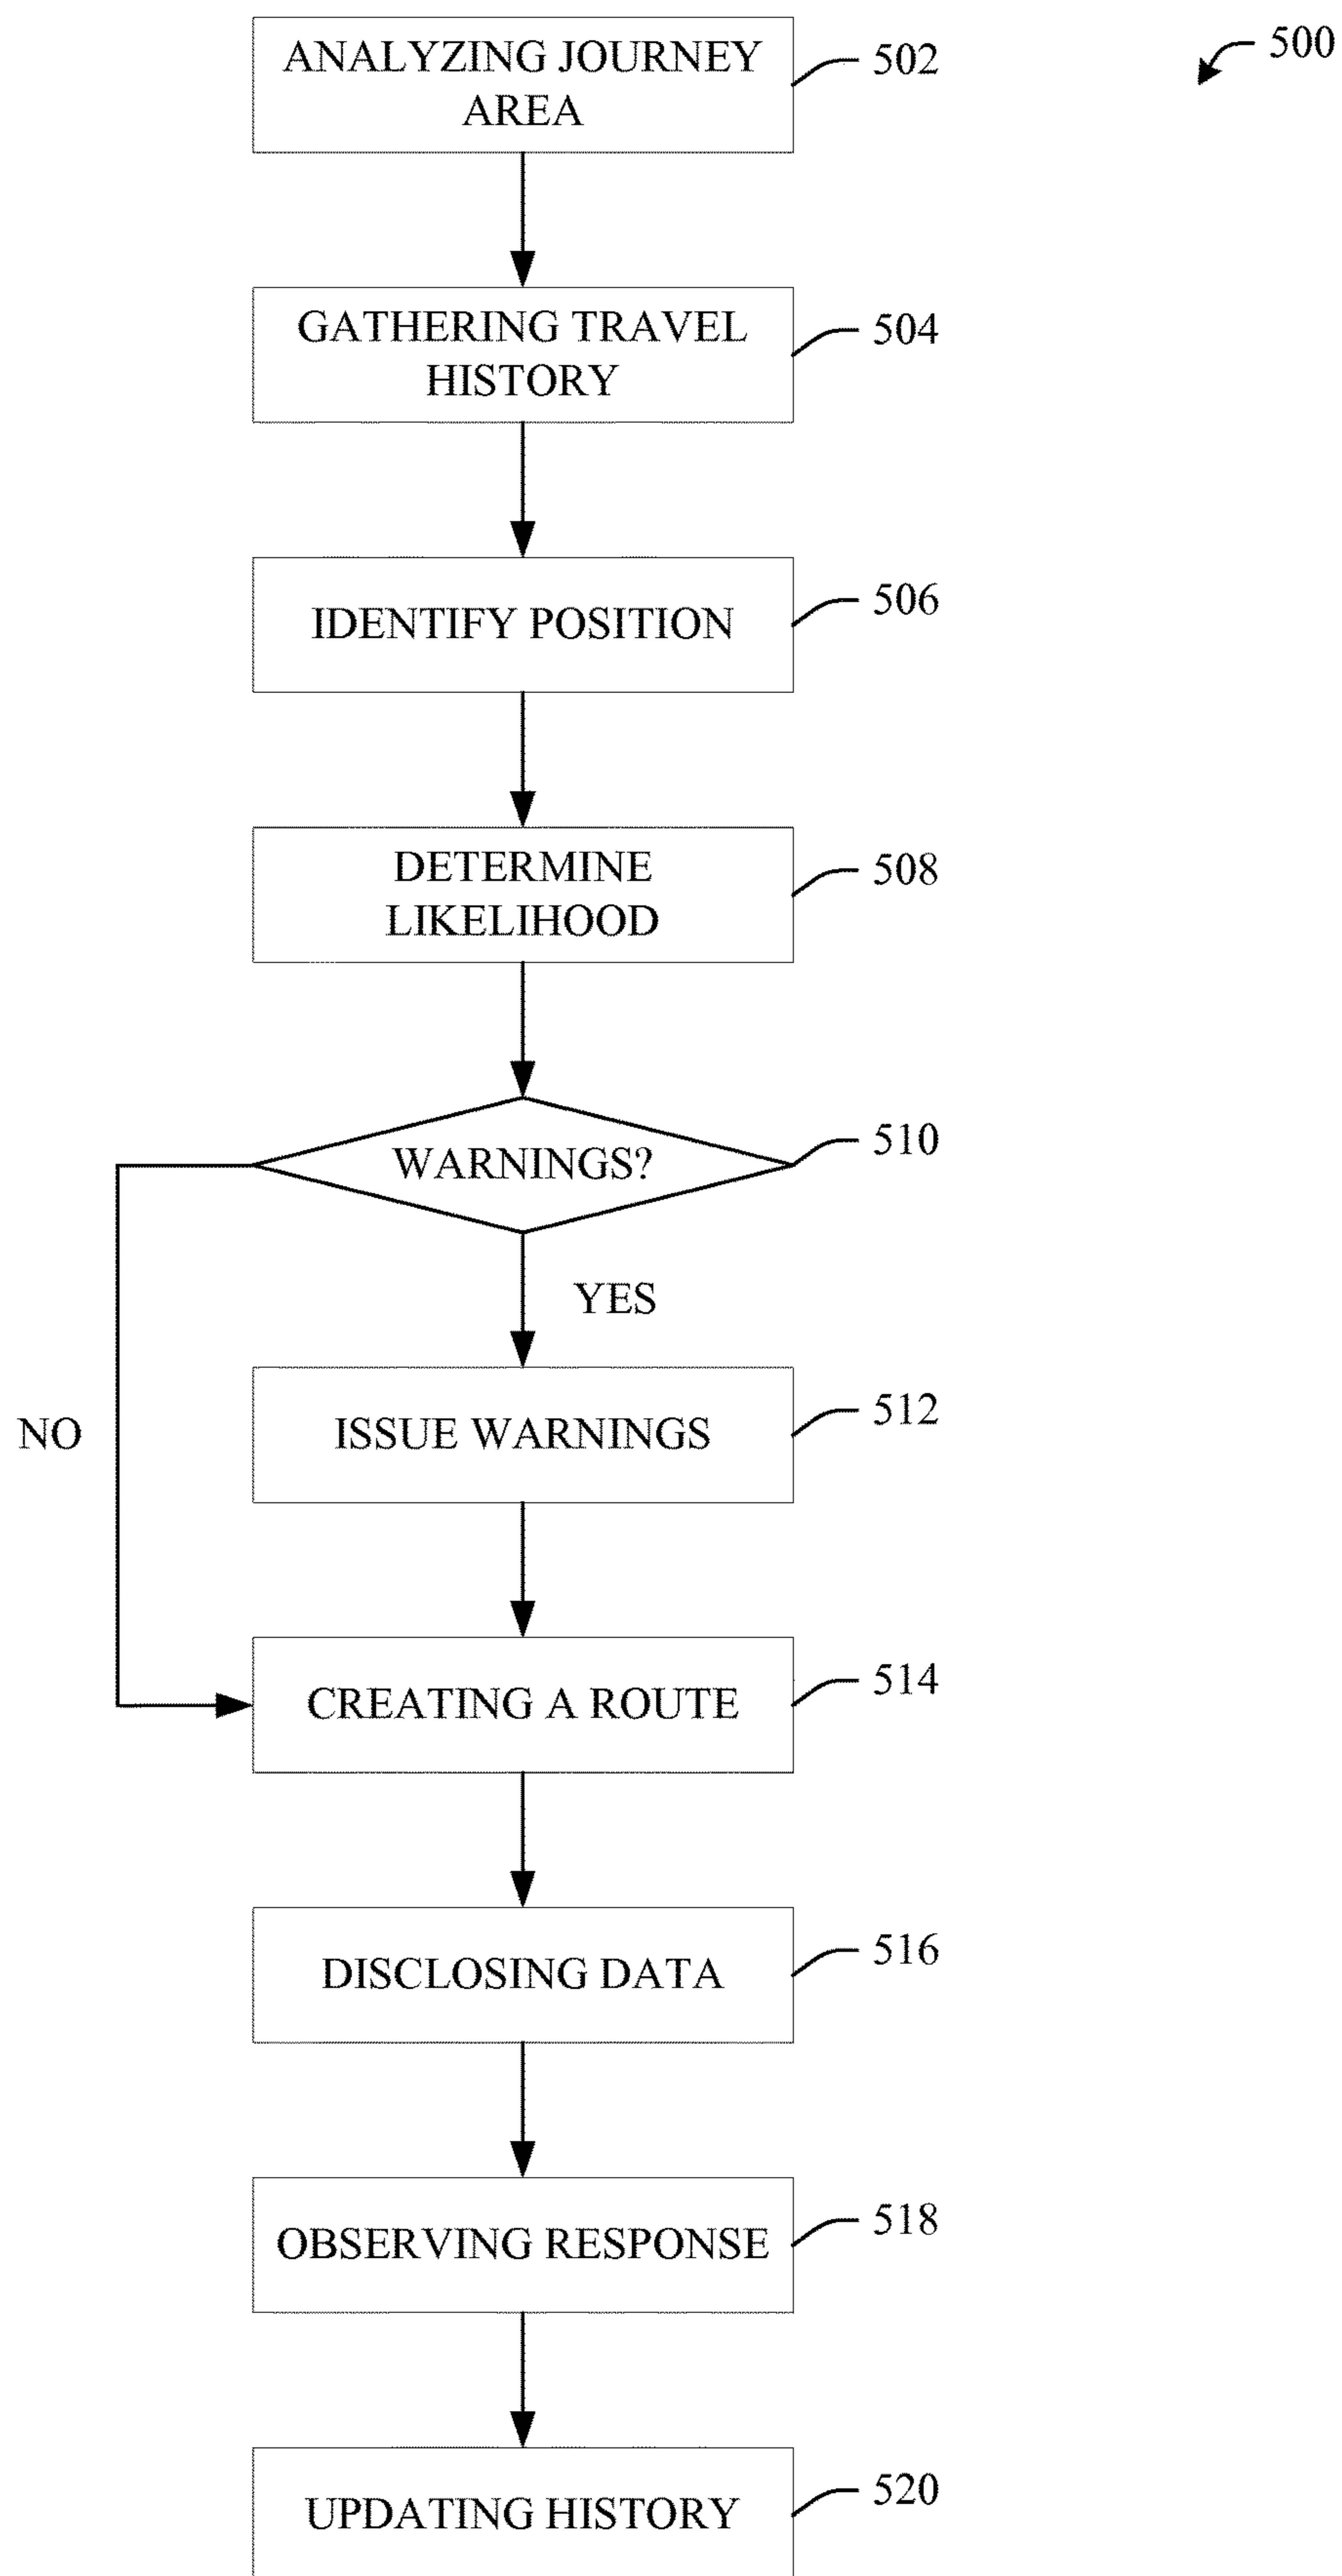 500
ANALYZING JOURNEY
AREA
502
GATHERING TRAVEL
HISTORY
504
IDENTIFY POSITION
506
DETERMINE
LIKELIHOOD
508
WARNINGS?
510
YES
NO
ISSUE WARNINGS
512
CREATING A ROUTE
514
DISCLOSING DATA
516
OBSERVING RESPONSE
518
UPDATING HISTORY
520